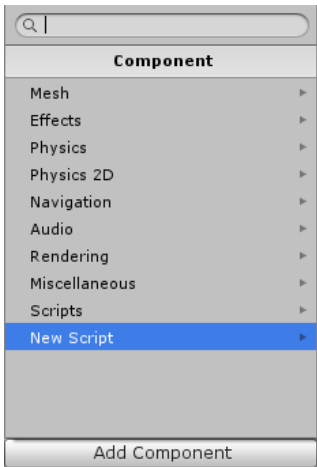 Component
Mesh
Effects
Physics
Physics 2D
Navigation
Audio
Rendering
Miscellaneous
Scripts
New Script
Add Component